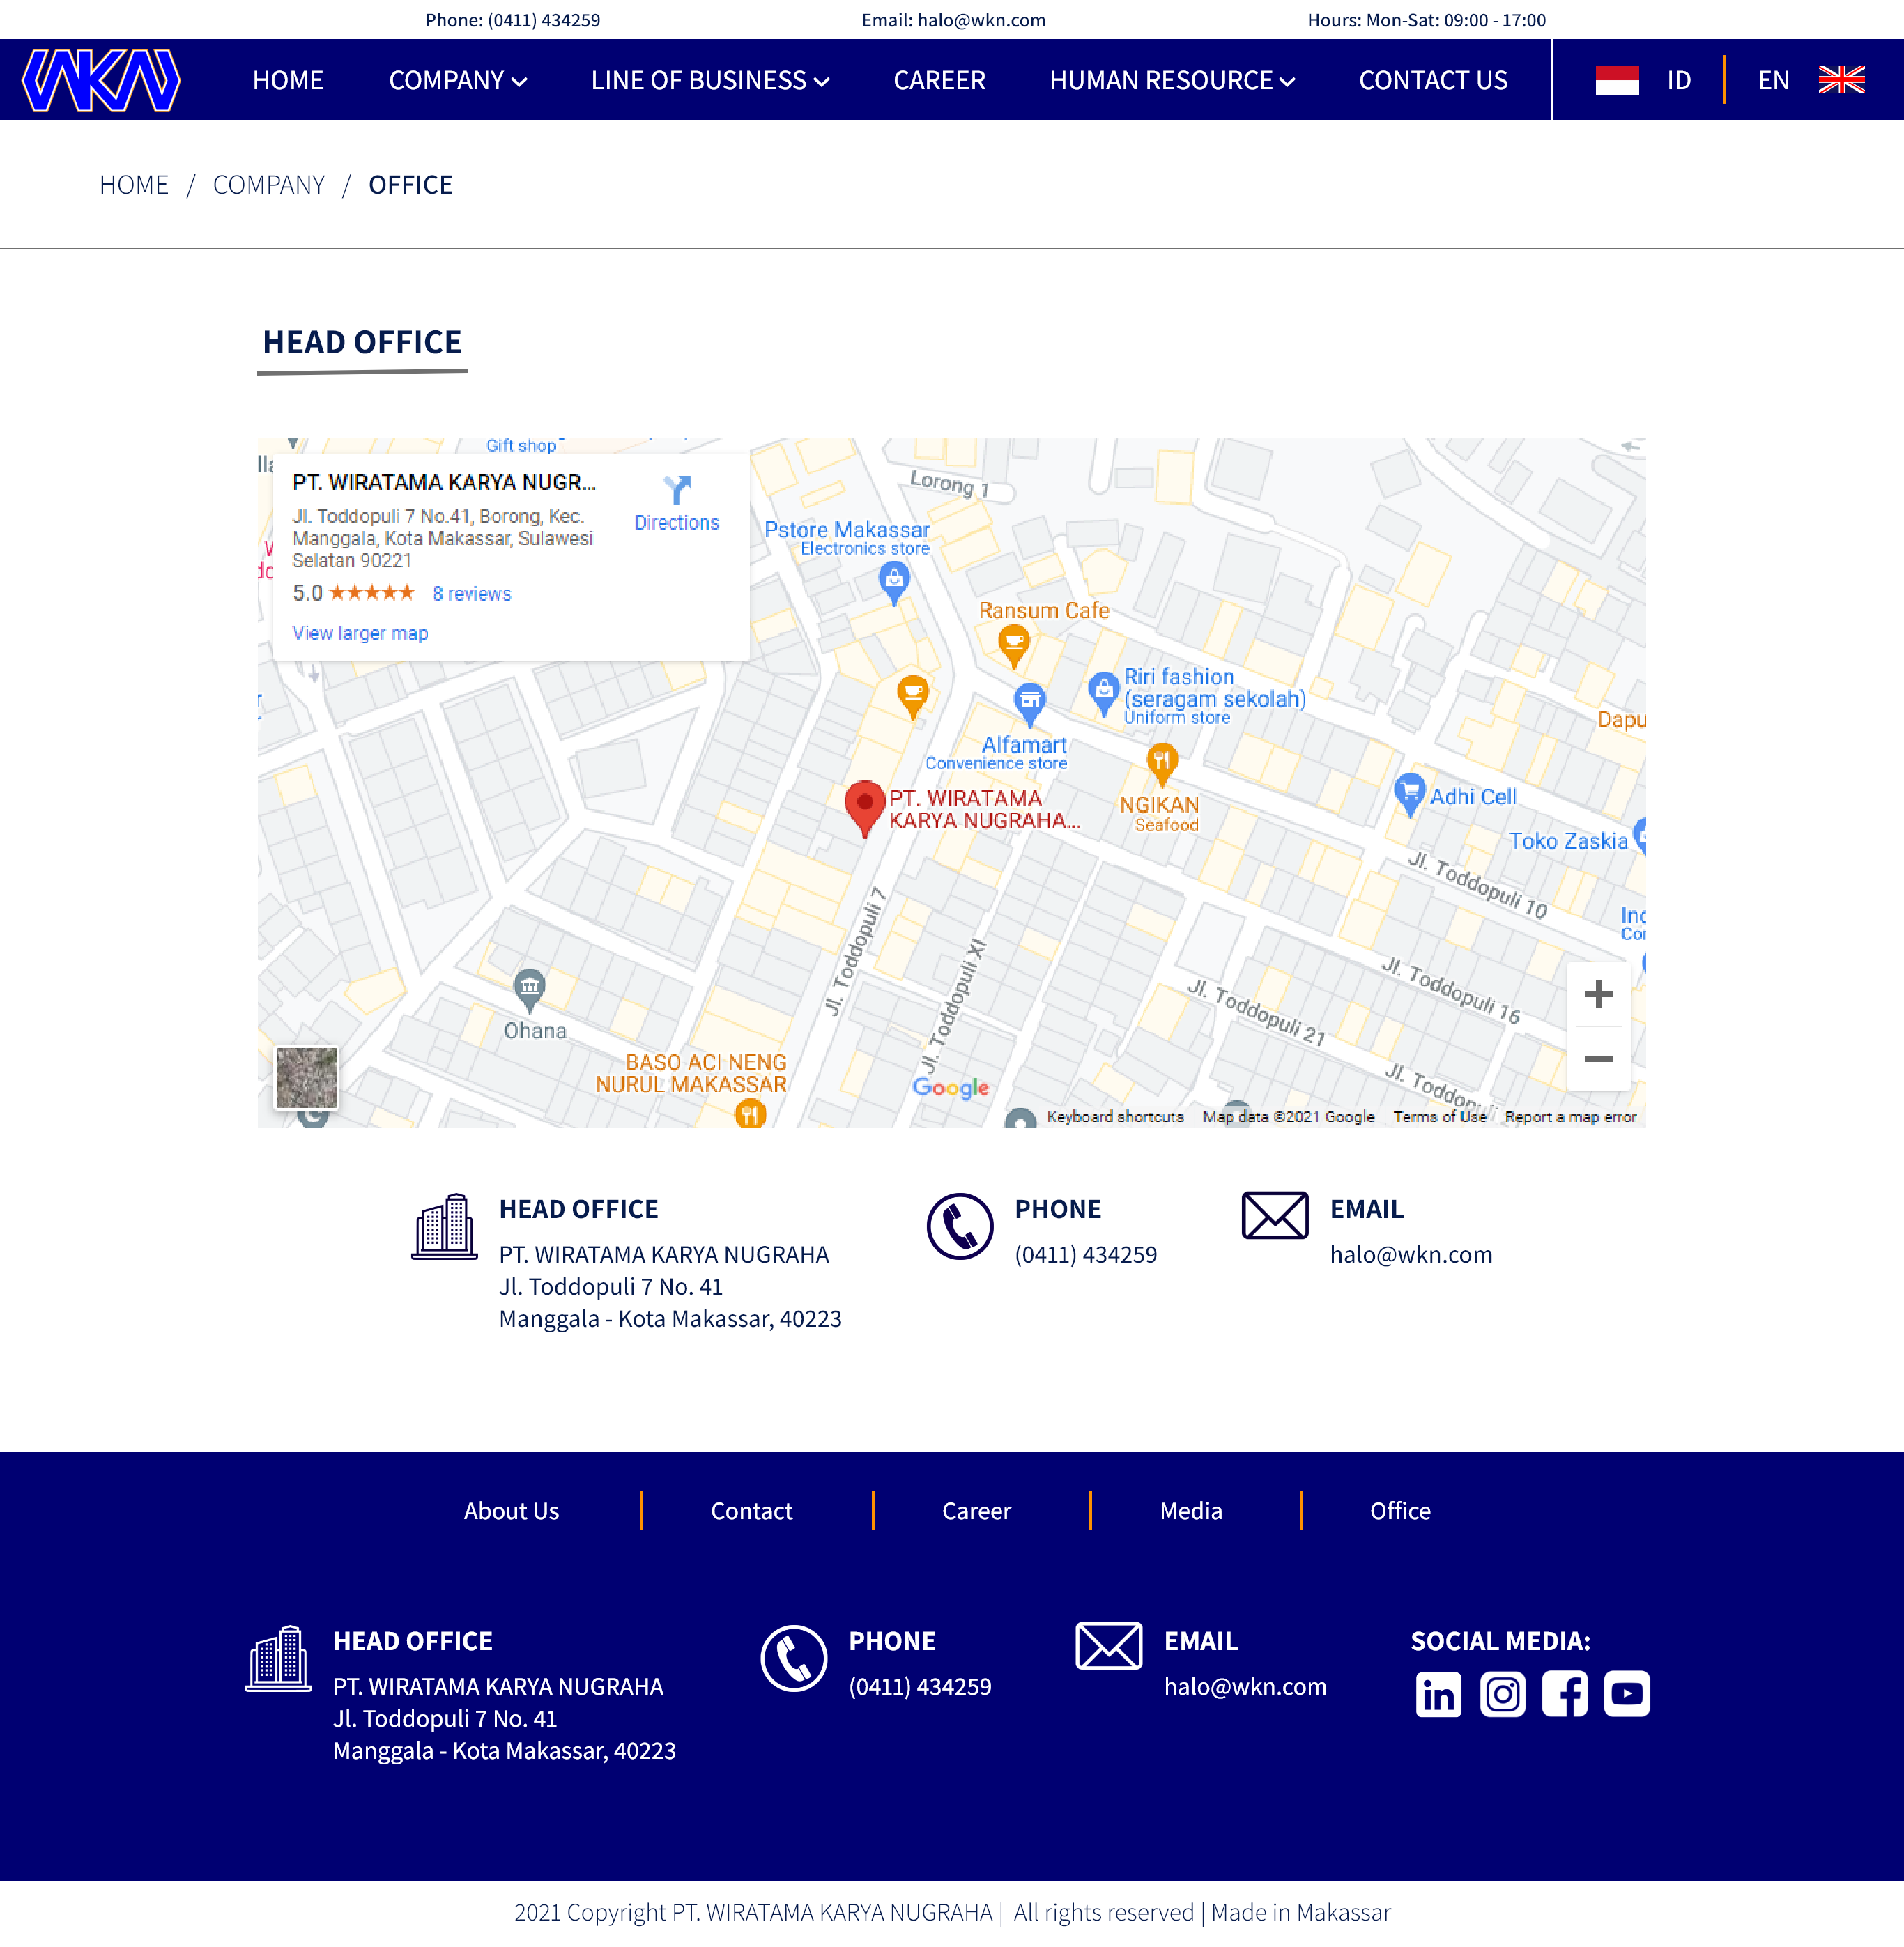 Phone: (0411) 434259
Email: halo@wkn.com
Hours: Mon-Sat: 09:00 - 17:00
WKN
HOME
COMPANY
LINE OF BUSINESS
CAREER
HUMAN RESOURCE
CONTACT US
ID
EN
HOME / COMPANY / OFFICE
HEAD OFFICE
Gift shop
PT. WIRATAMA KARYA NUGR...
Jl. Toddopuli 7 No.41, Borong, Kec.
Manggala, Kota Makassar, Sulawesi
Selatan 90221
5.0 ★★★★★ 8 reviews
View larger map
Directions
Lorong 1
Pstore Makassar
Electronics store
Ransum Cafe
Riri fashion
(seragam sekolah)
Uniform store
Dapu
Alfamart
Convenience store
PT. WIRATAMA
KARYA NUGRAHA...
NGIKAN
Seafood
Adhi Cell
Toko Zaskia
Jl. Toddopuli 10
Jl. Toddopuli 7
Jl. Toddopuli XI
Jl. Toddopuli 16
Jl. Toddopuli 21
Ohana
BASO ACI NENG
NURUL MAKASSAR
Google
Keyboard shortcuts
Map data ©2021 Google
Terms of Use
Report a map error
HEAD OFFICE
PT. WIRATAMA KARYA NUGRAHA
Jl. Toddopuli 7 No. 41
Manggala - Kota Makassar, 40223
PHONE
(0411) 434259
EMAIL
halo@wkn.com
About Us
Contact
Career
Media
Office
HEAD OFFICE
PT. WIRATAMA KARYA NUGRAHA
Jl. Toddopuli 7 No. 41
Manggala - Kota Makassar, 40223
PHONE
(0411) 434259
EMAIL
halo@wkn.com
SOCIAL MEDIA:
in
2021 Copyright PT. WIRATAMA KARYA NUGRAHA | All rights reserved | Made in Makassar